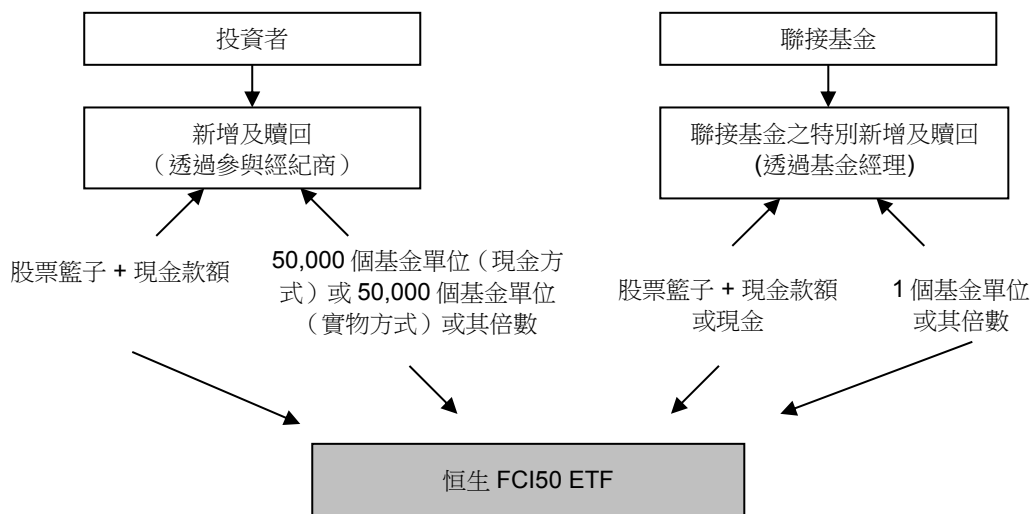 投資者
聯接基金
新增及贖回
（透過參與經紀商）
聯接基金之特別新增及贖回
(透過基金經理)
股票籃子 + 現金款額
50,000 個基金單位（現金方
式）或 50,000 個基金單位
（實物方式）或其倍數
股票籃子 + 現金款額
或現金
1 個基金單位
或其倍數
恒生 FCI50 ETF